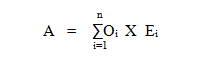 n
A = ∑Oi X Ei
i=1